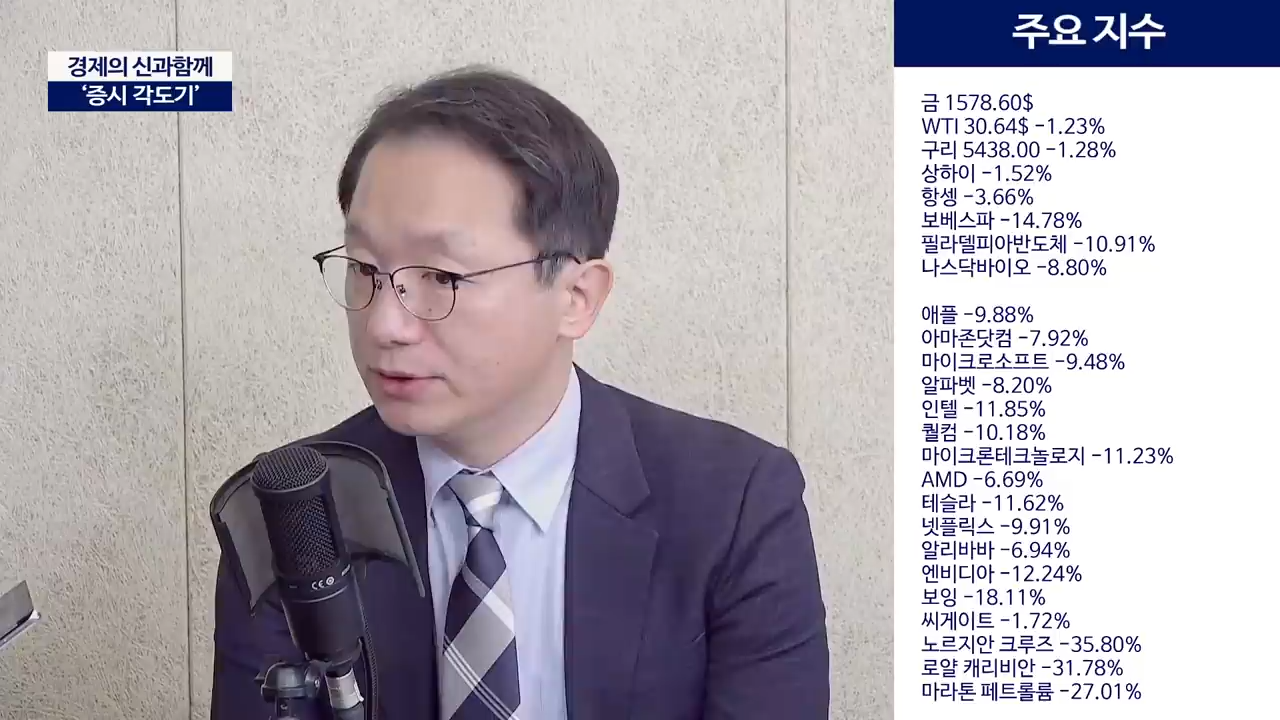 경제의 신과함께
‘증시 각도기’
주요 지수
금 1578.60$
WTI 30.64$ -1.23%
구리 5438.00 -1.28%
상하이 -1.52%
항셍 -3.66%
보베스파 -14.78%
필라델피아반도체 -10.91%
나스닥바이오 -8.80%
애플 -9.88%
아마존닷컴 -7.92%
마이크로소프트 -9.48%
알파벳 -8.20%
인텔 -11.85%
퀄컴 -10.18%
마이크론테크놀로지 -11.23%
AMD -6.69%
테슬라 -11.62%
넷플릭스 -9.91%
알리바바 -6.94%
엔비디아 -12.24%
보잉 -18.11%
씨게이트 -1.72%
노르지안 크루즈 -35.80%
로얄 캐리비안 -31.78%
마라톤 페트롤륨 -27.01%
CE